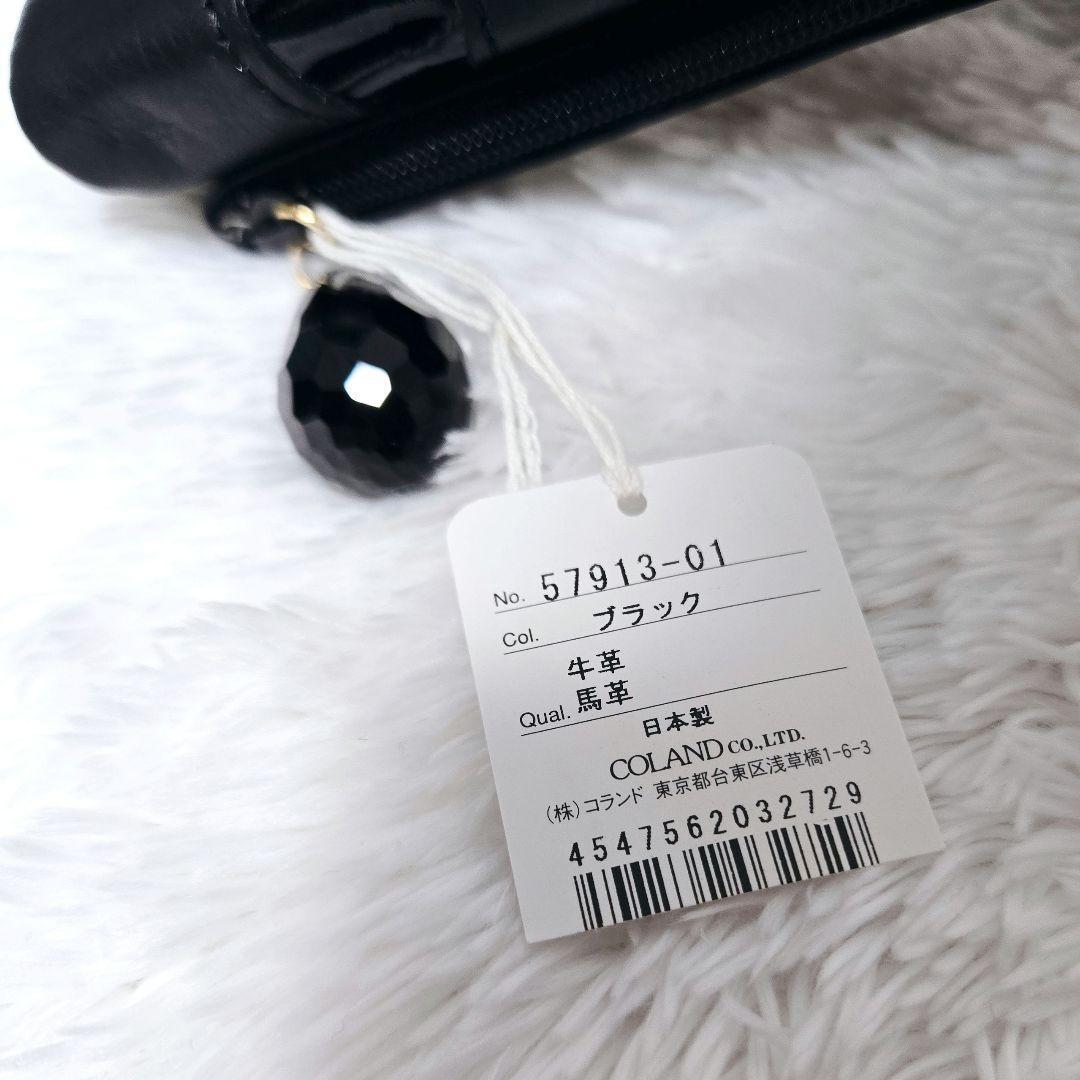 No. 57913-01
Col. ブラック
牛革
Qual. 馬革
日本製
COLAND CO.,LTD.
(株)コランド 東京都台東区浅草橋1-6-3
4547562032729